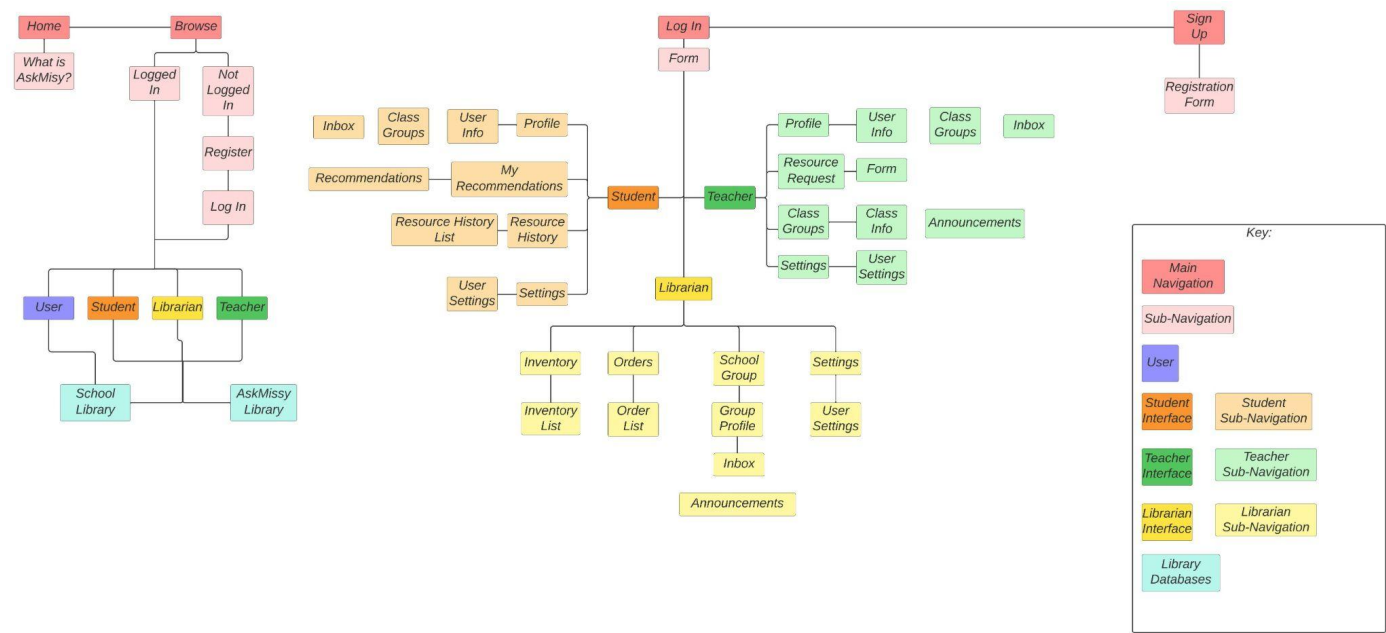 Home
Browse
What is
AskMisy?
Logged
In
Not
Logged
In
Register
Log In
User
Student
Librarian
Teacher
School
Library
AskMissy
Library
Log In
Form
Sign
Up
Registration
Form
Inbox
Class
Groups
User
Info
Profile
Recommendations
My
Recommendations
Resource History
List
Resource
History
User
Settings
Settings
Student
Teacher
Profile
User
Info
Class
Groups
Inbox
Resource
Request
Form
Class
Groups
Class
Info
Announcements
Settings
User
Settings
Librarian
Inventory
Orders
School
Group
Settings
Inventory
List
Order
List
Group
Profile
User
Settings
Inbox
Announcements
Key:
Main
Navigation
Sub-Navigation
User
Student
Interface
Student
Sub-Navigation
Teacher
Interface
Teacher
Sub-Navigation
Librarian
Interface
Librarian
Sub-Navigation
Library
Databases